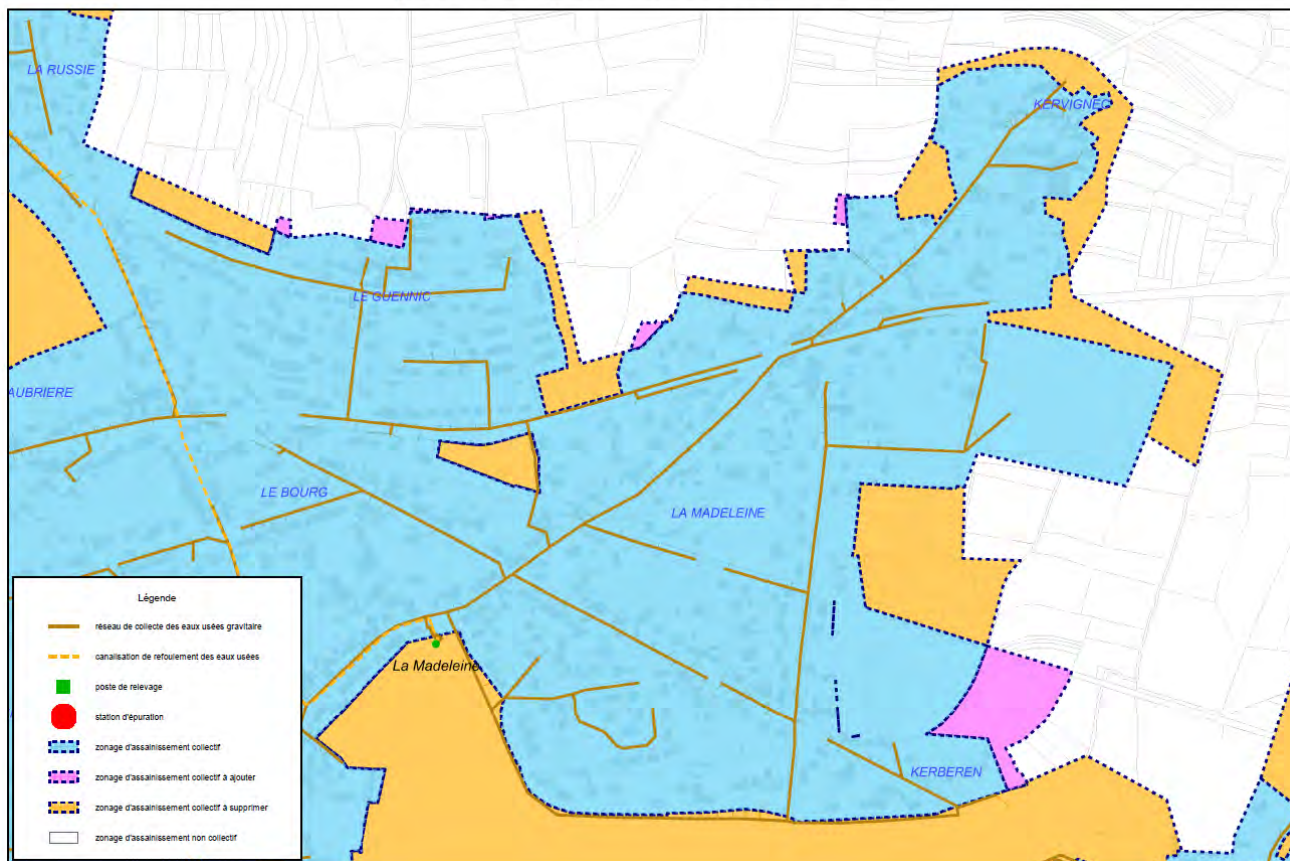 LA RUSSIE
KERVIGNEC
LE GUENNIC
AUBRIERE
LE BOURG
LA MADELEINE
La Madeleine
KERBEREN
Légende
réseau de collecte des eaux usées gravitaire
canalisation de refoulement des eaux usées
poste de relevage
station d'épuration
zonage d'assainissement collectif
zonage d'assainissement collectif à ajouter
zonage d'assainissement collectif à supprimer
zonage d'assainissement non collectif